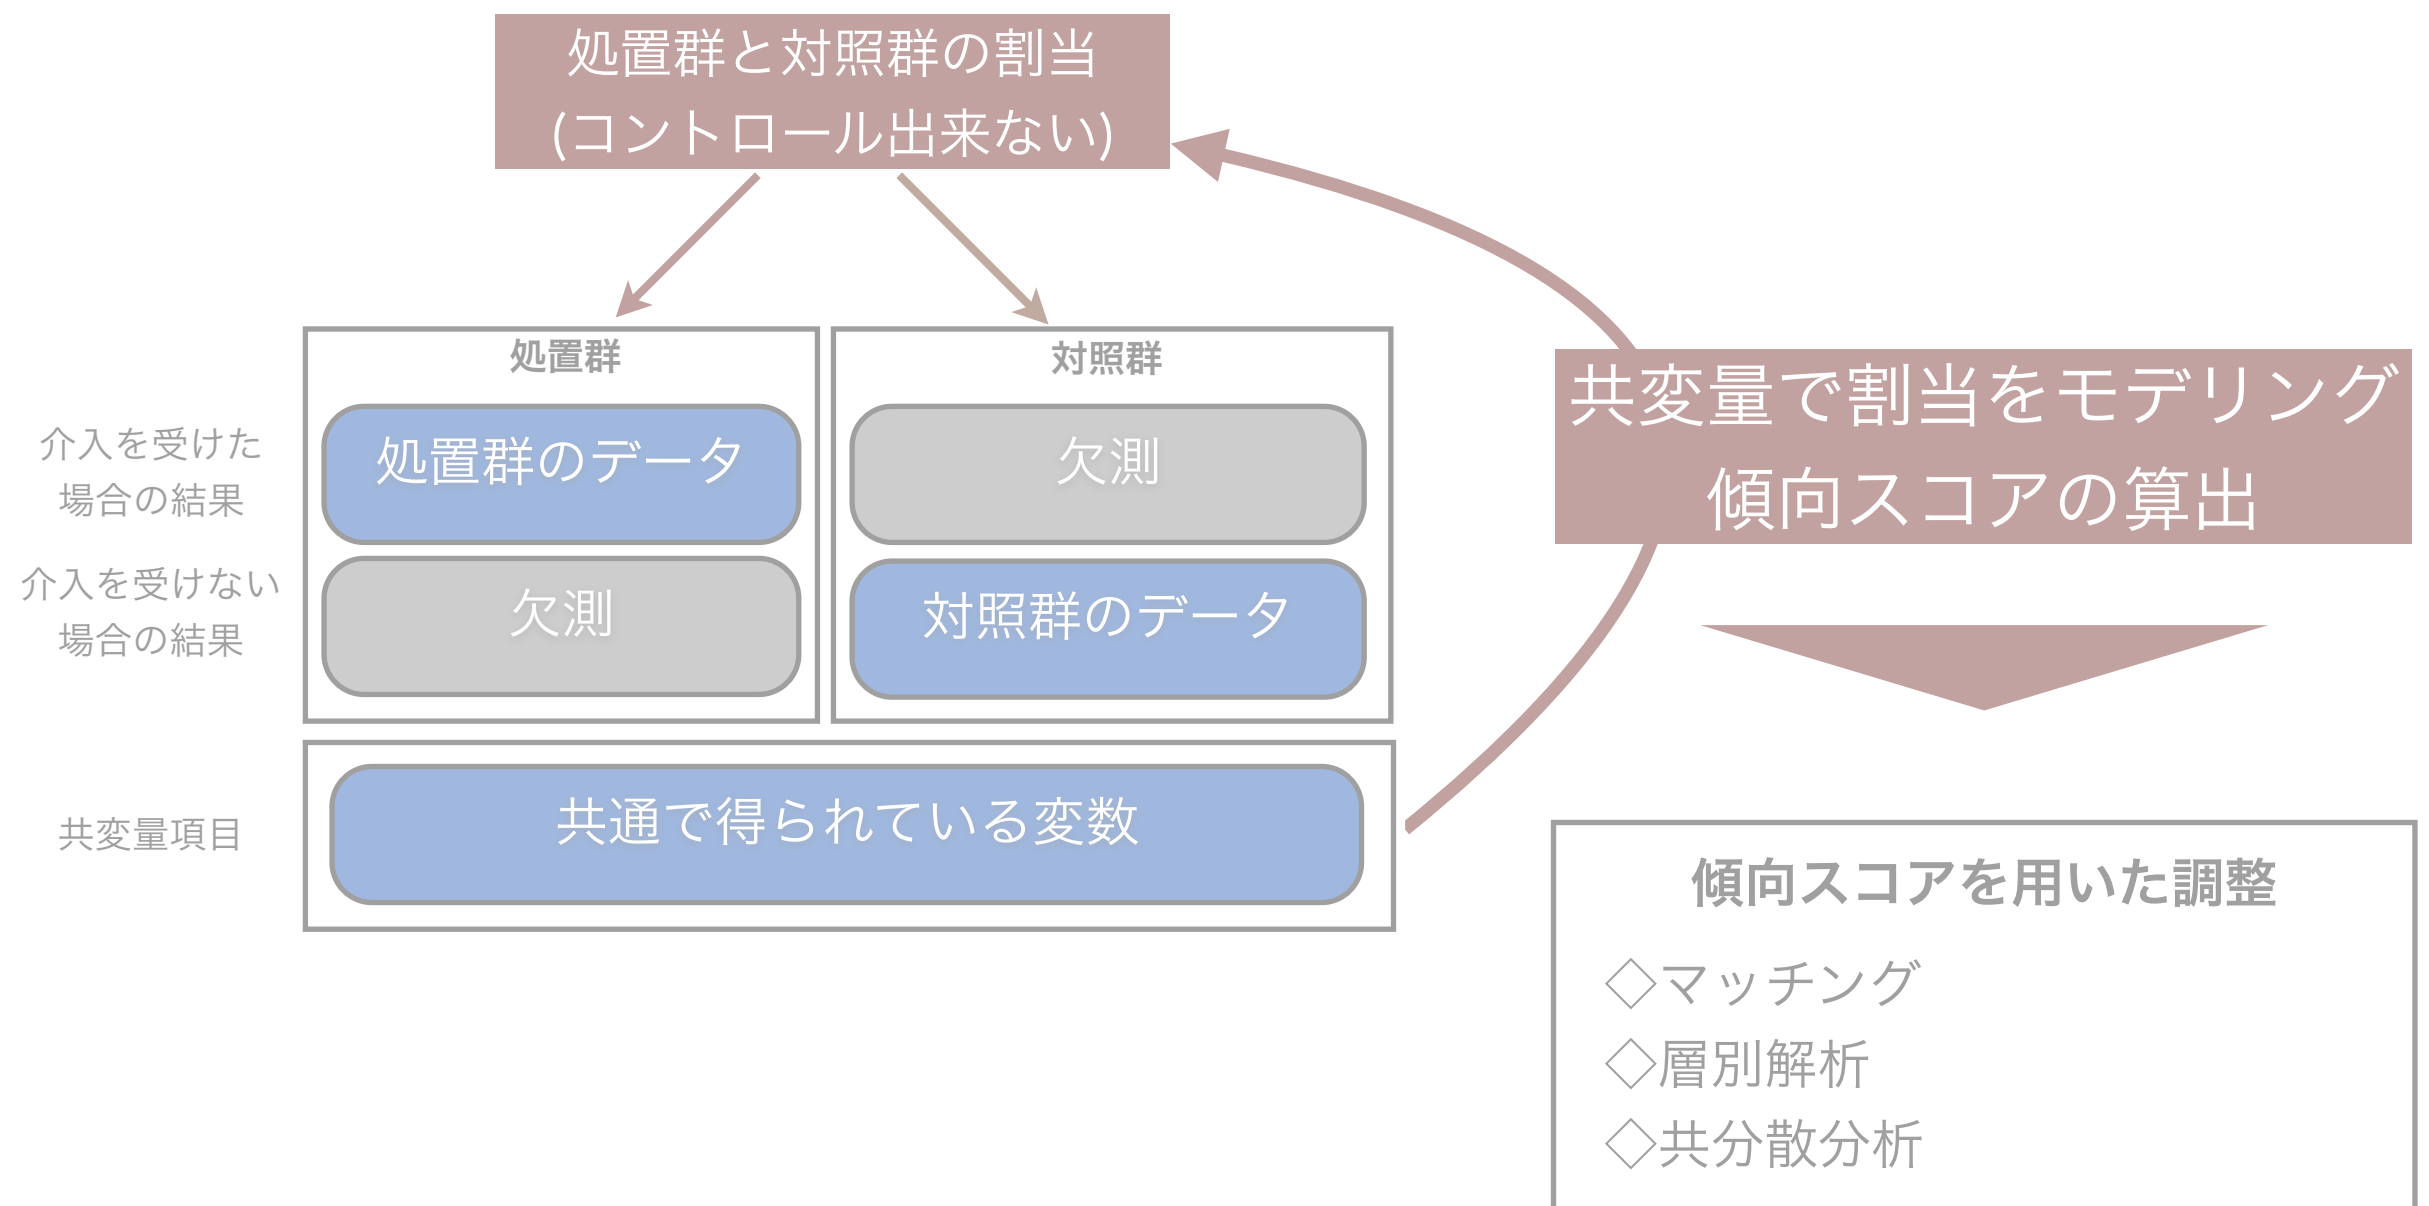 処置群と対照群の割当
(コントロール出来ない)
処置群
対照群
介入を受けた
場合の結果
処置群のデータ
欠測
介入を受けない
場合の結果
欠測
対照群のデータ
共変量項目
共通で得られている変数
共変量で割当をモデリング
傾向スコアの算出
傾向スコアを用いた調整
◇マッチング
◇層別解析
◇共分散分析